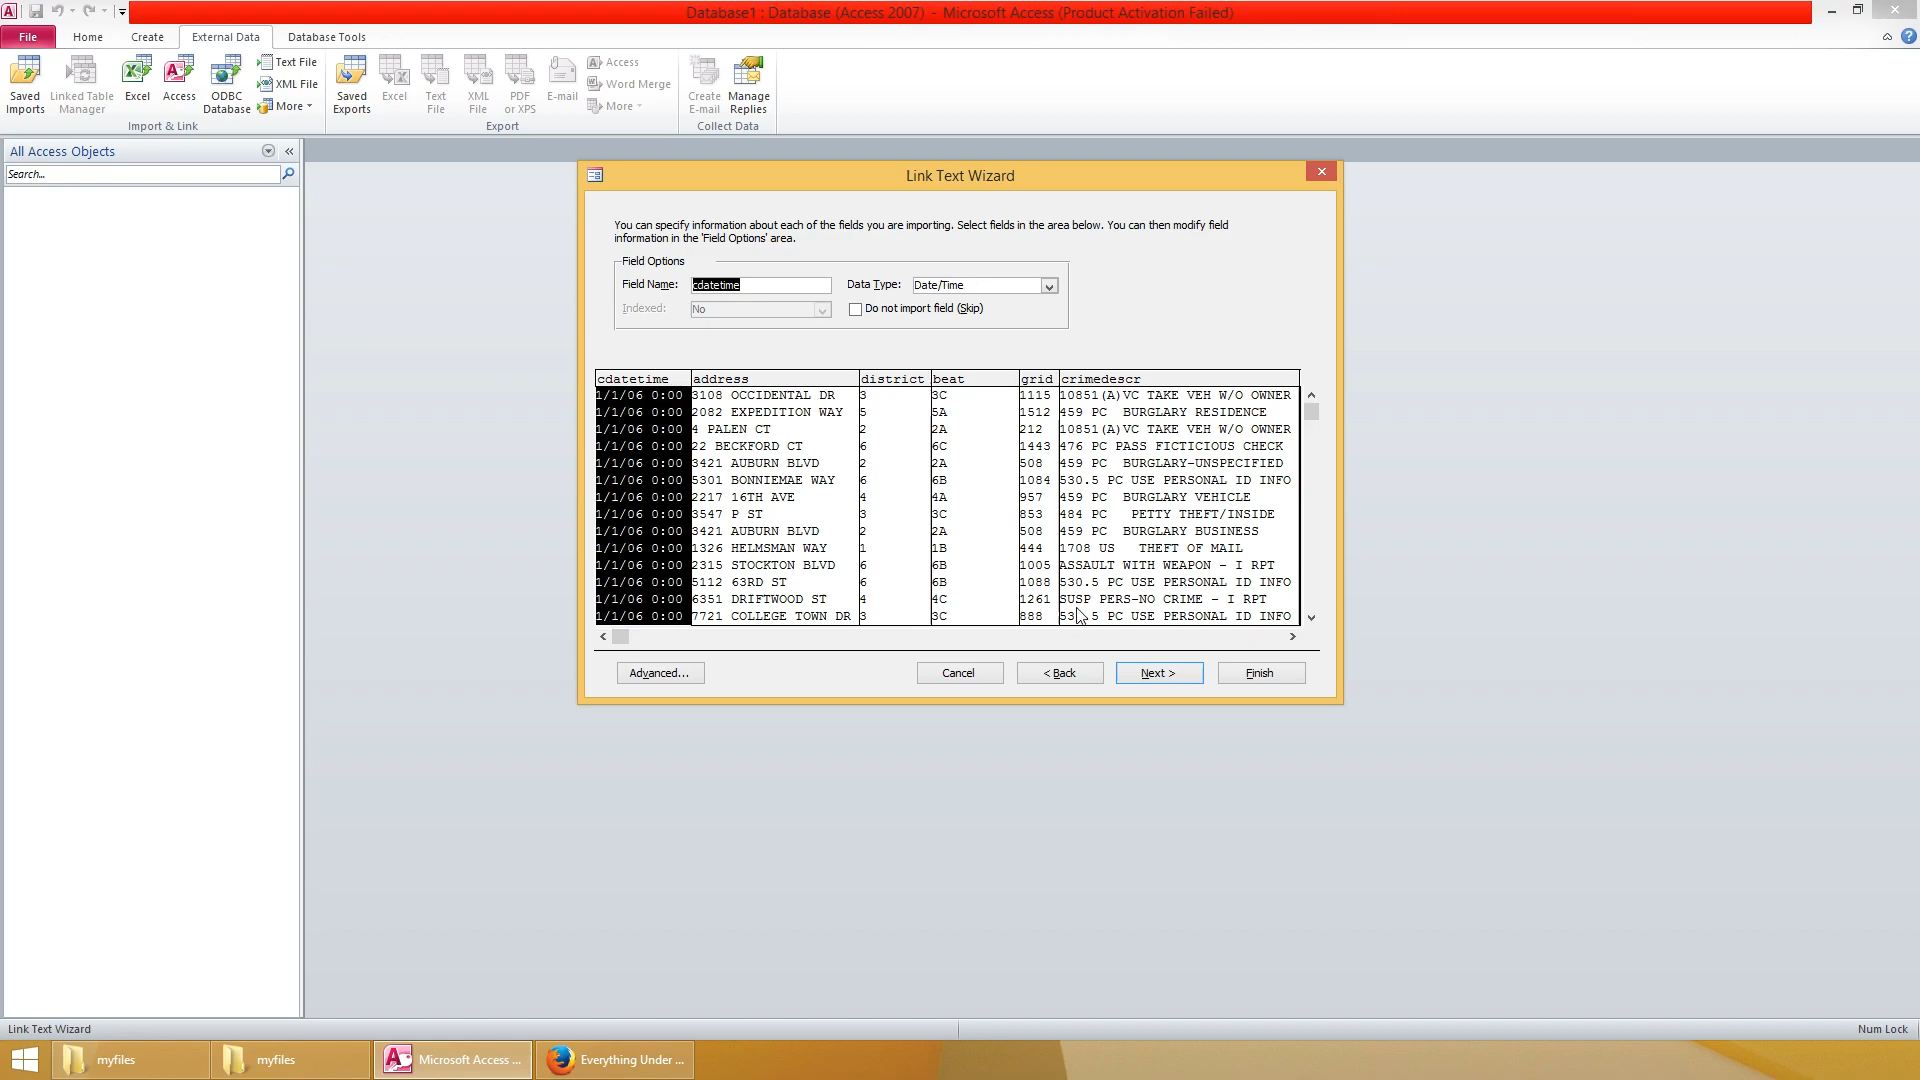 Database1 : Database (Access 2007) - Microsoft Access (Product Activation Failed)
File Home Create External Data Database Tools
Saved Imports
Linked Table Manager
Excel
Access
ODBC Database
Text File
XML File
More
Import & Link
Saved Exports
Excel
Text File
XML File
PDF or XPS
E-mail
Access
Word Merge
More
Export
Create E-mail
Manage Replies
Collect Data
All Access Objects
Search...
Link Text Wizard
You can specify information about each of the fields you are importing. Select fields in the area below. You can then modify field
information in the 'Field Options' area.
Field Options
Field Name: cdatetime Data Type: Date/Time
Indexed: No Do not import field (Skip)
cdatetime address district beat grid crimedescr
1/1/06 0:00 3108 OCCIDENTAL DR 3 3C 1115 10851(A)VC TAKE VEH W/O OWNER
1/1/06 0:00 2082 EXPEDITION WAY 5 5A 1512 459 PC BURGLARY RESIDENCE
1/1/06 0:00 4 PALEN CT 2 2A 212 10851(A)VC TAKE VEH W/O OWNER
1/1/06 0:00 22 BECKFORD CT 6 6C 1443 476 PC PASS FICTICIOUS CHECK
1/1/06 0:00 3421 AUBURN BLVD 2 2A 508 459 PC BURGLARY-UNSPECIFIED
1/1/06 0:00 5301 BONNIEMAE WAY 6 6B 1084 530.5 PC USE PERSONAL ID INFO
1/1/06 0:00 2217 16TH AVE 4 4A 957 459 PC BURGLARY VEHICLE
1/1/06 0:00 3547 P ST 3 3C 853 484 PC PETTY THEFT/INSIDE
1/1/06 0:00 3421 AUBURN BLVD 2 2A 508 459 PC BURGLARY BUSINESS
1/1/06 0:00 1326 HELMSMAN WAY 1 1B 444 1708 US THEFT OF MAIL
1/1/06 0:00 2315 STOCKTON BLVD 6 6B 1005 ASSAULT WITH WEAPON - I RPT
1/1/06 0:00 5112 63RD ST 6 6B 1088 530.5 PC USE PERSONAL ID INFO
1/1/06 0:00 6351 DRIFTWOOD ST 4 4C 1261 SUSP PERS-NO CRIME - I RPT
1/1/06 0:00 7721 COLLEGE TOWN DR 3 3C 888 530.5 PC USE PERSONAL ID INFO
Advanced... Cancel < Back Next > Finish
Link Text Wizard Num Lock
myfiles myfiles Microsoft Access ... Everything Under ...